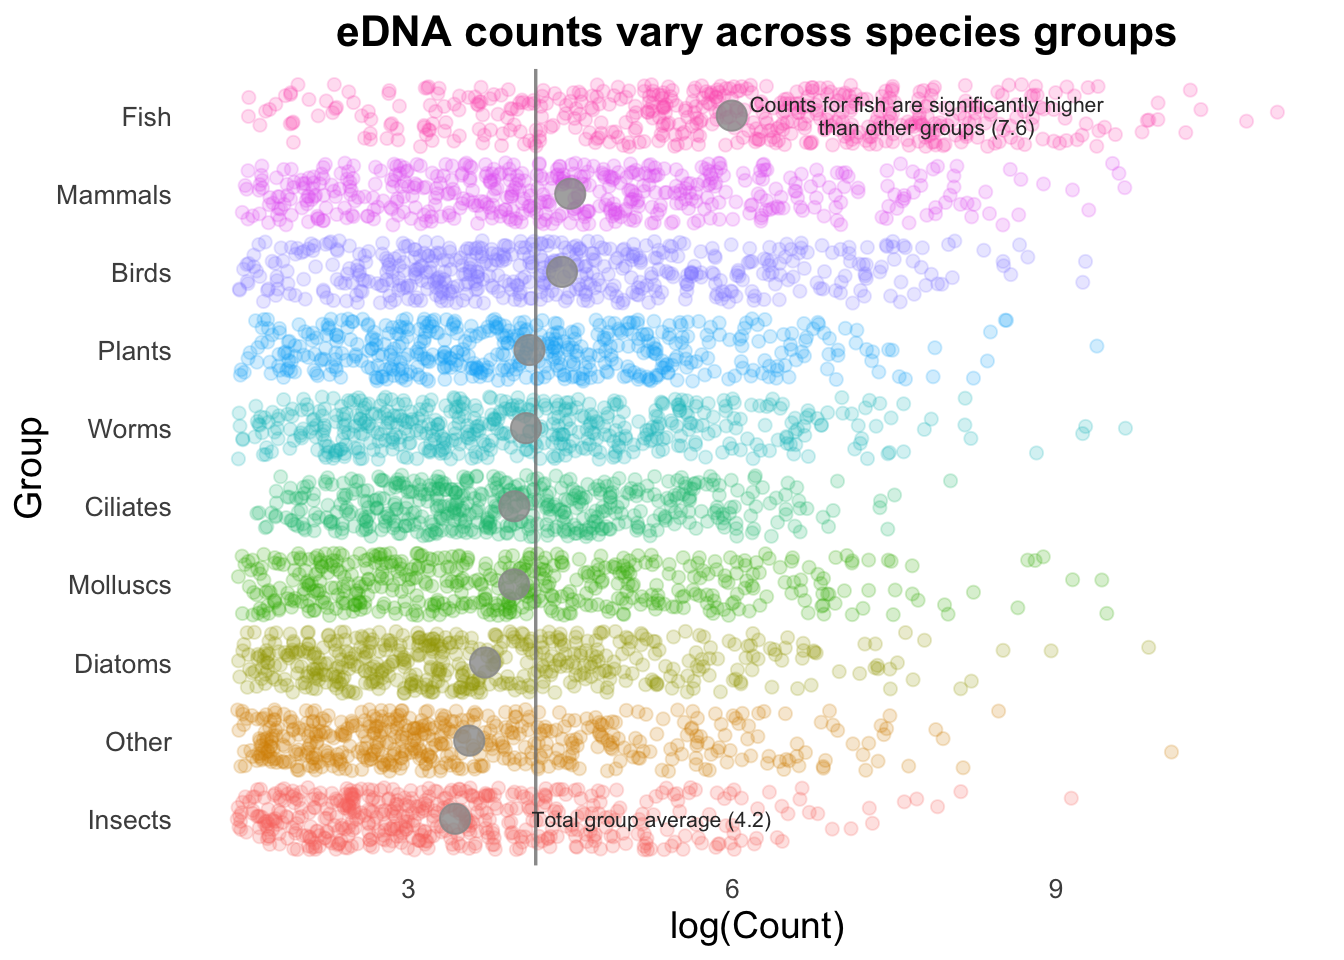 eDNA counts vary across species groups
Fish
Counts for fish are significantly higher
than other groups (7.6)
Mammals
Birds
Plants
Worms
Ciliates
Molluscs
Diatoms
Other
Insects
Total group average (4.2)
Group
3 6 9
log(Count)